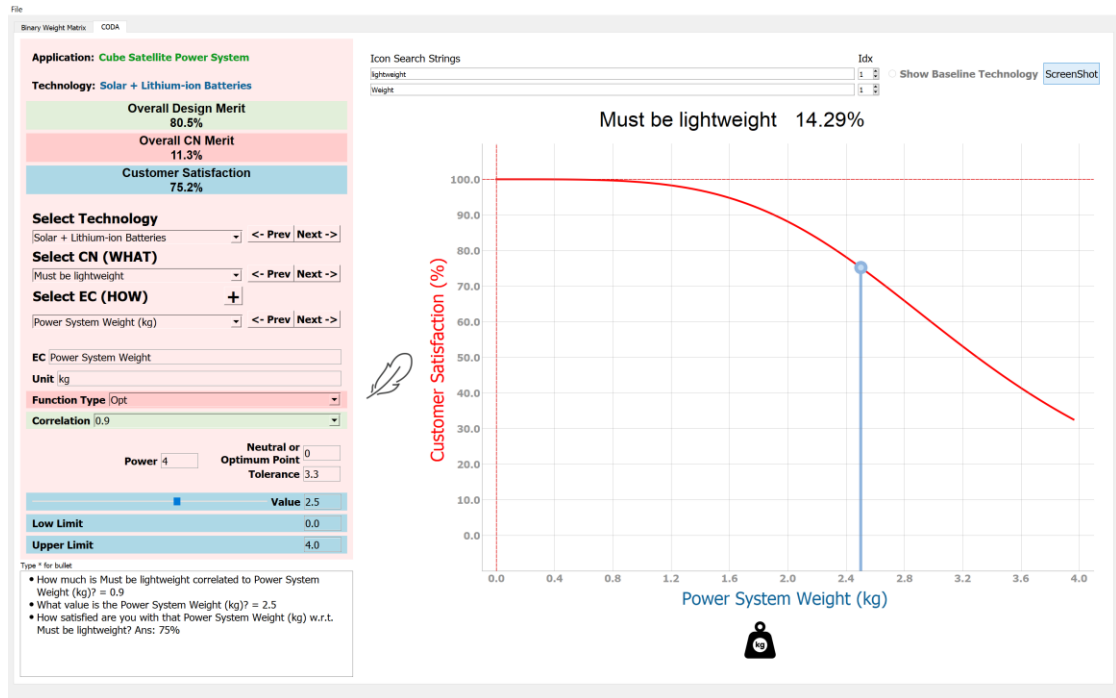 File
Binary Weight Matrix CODA
Application: Cube Satellite Power System
Technology: Solar + Lithium-ion Batteries
Overall Design Merit
80.5%
Overall CN Merit
11.3%
Customer Satisfaction
75.2%
Select Technology
Solar + Lithium-ion Batteries <- Prev Next ->
Select CN (WHAT)
Must be lightweight <- Prev Next ->
Select EC (HOW) +
Power System Weight (kg) <- Prev Next ->
EC Power System Weight
Unit kg
Function Type Opt
Correlation 0.9
Power 4
Neutral or
Optimum Point 0
Tolerance 3.3
Value 2.5
Low Limit 0.0
Upper Limit 4.0
Type * for bullet
• How much is Must be lightweight correlated to Power System
Weight (kg)? = 0.9
• What value is the Power System Weight (kg)? = 2.5
• How satisfied are you with that Power System Weight (kg) w.r.t.
Must be lightweight? Ans: 75%
Icon Search Strings Idx
lightweight 1
Weight 1
Show Baseline Technology ScreenShot
Must be lightweight 14.29%
Customer Satisfaction (%)
100.0
90.0
80.0
70.0
60.0
50.0
40.0
30.0
20.0
10.0
0.0
0.0 0.4 0.8 1.2 1.6 2.0 2.4 2.8 3.2 3.6 4.0
Power System Weight (kg)
kg